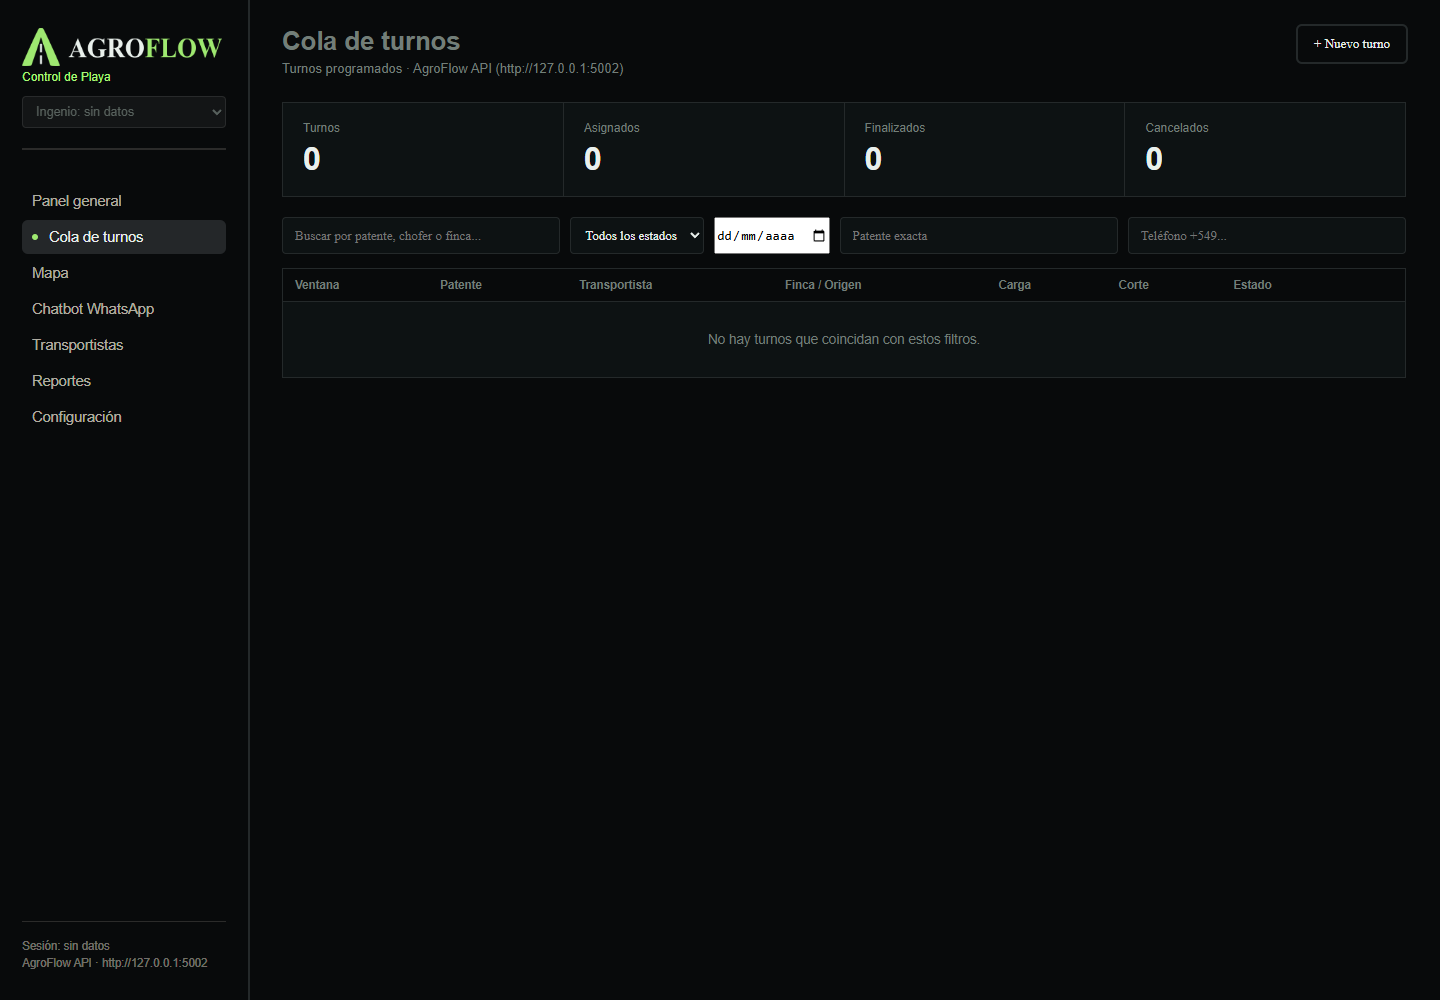 AGROFLOW
Control de Playa
Ingenio: sin datos
Panel general
Cola de turnos
Mapa
Chatbot WhatsApp
Transportistas
Reportes
Configuración
Sesión: sin datos
AgroFlow API · http://127.0.0.1:5002
Cola de turnos
Turnos programados · AgroFlow API (http://127.0.0.1:5002)
+ Nuevo turno
Turnos Asignados Finalizados Cancelados
0 0 0 0
Buscar por patente, chofer o finca... Todos los estados dd/mm/aaaa Patente exacta Teléfono +549...
Ventana Patente Transportista Finca / Origen Carga Corte Estado
No hay turnos que coincidan con estos filtros.